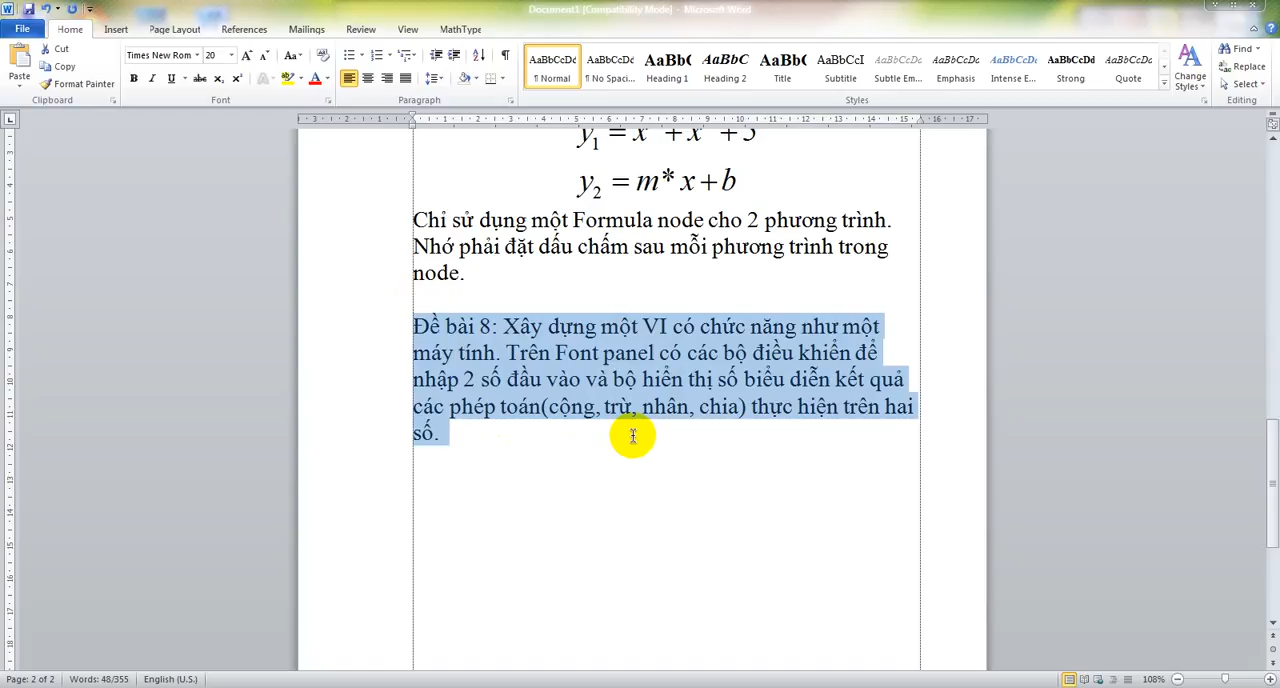 Document1 [Compatibility Mode] - Microsoft Word
File Home Insert Page Layout References Mailings Review View MathType
Paste
Cut
Copy
Format Painter
Clipboard
Times New Rom 20
Font
Paragraph
AaBbCcDc AaBbCcDc AaBb( AaBbC AaBb( AaBbCcI AaBbCcDc AaBbCcDc AaBbCcDc AaBbCcDc AaBbCcDc
¶ Normal ¶ No Spaci... Heading 1 Heading 2 Title Subtitle Subtle Em... Emphasis Intense E... Strong Quote
Styles
Change Styles
Find
Replace
Select
Editing
y2 = m* x + b
Chỉ sử dụng một Formula node cho 2 phương trình.
Nhớ phải đặt dấu chấm sau mỗi phương trình trong
node.
Đề bài 8: Xây dựng một VI có chức năng như một
máy tính. Trên Font panel có các bộ điều khiển để
nhập 2 số đầu vào và bộ hiển thị số biểu diễn kết quả
các phép toán(cộng, trừ, nhân, chia) thực hiện trên hai
số.
Page: 2 of 2 Words: 48/355 English (U.S.) 108%